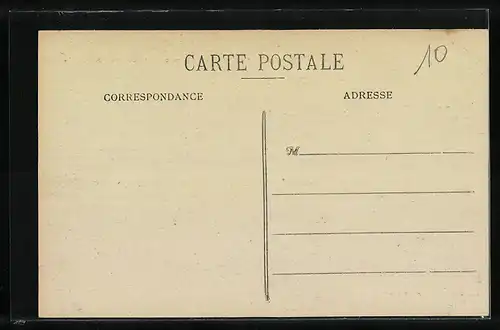 CARTE POSTALE
10
CORRESPONDANCE
ADRESSE
M